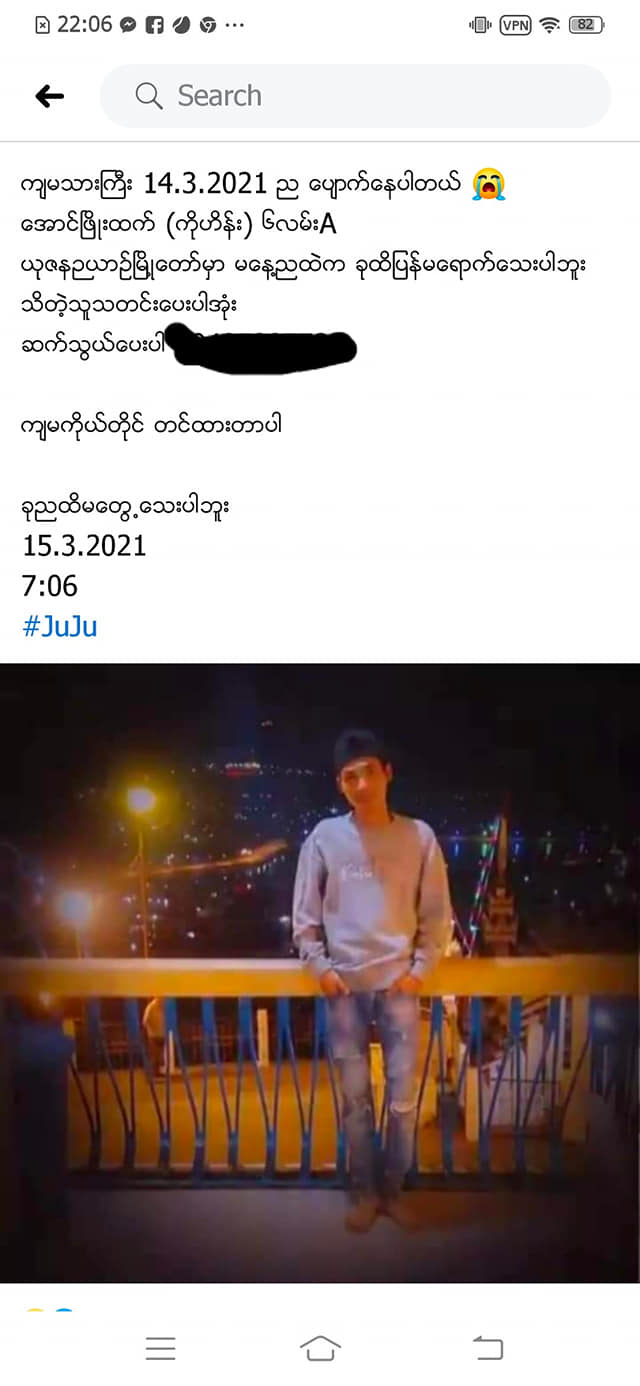 22:06
VPN
82
Search
ကျမသားကြီး 14.3.2021 ည ပျောက်နေပါတယ် 😭
အောင်ဖြိုးထက် (ကိုဟိန်း) ၆လမ်းA
ယုဇနဥယာဉ်မြို့တော်မှာ မနေ့ညထဲက ခုထိပြန်မရောက်သေးပါဘူး
သိတဲ့သူသတင်းပေးပါအုံး
ဆက်သွယ်ပေးပါ
ကျမကိုယ်တိုင် တင်ထားတာပါ
ခုညထိမတွေ့သေးပါဘူး
15.3.2021
7:06
#JuJu